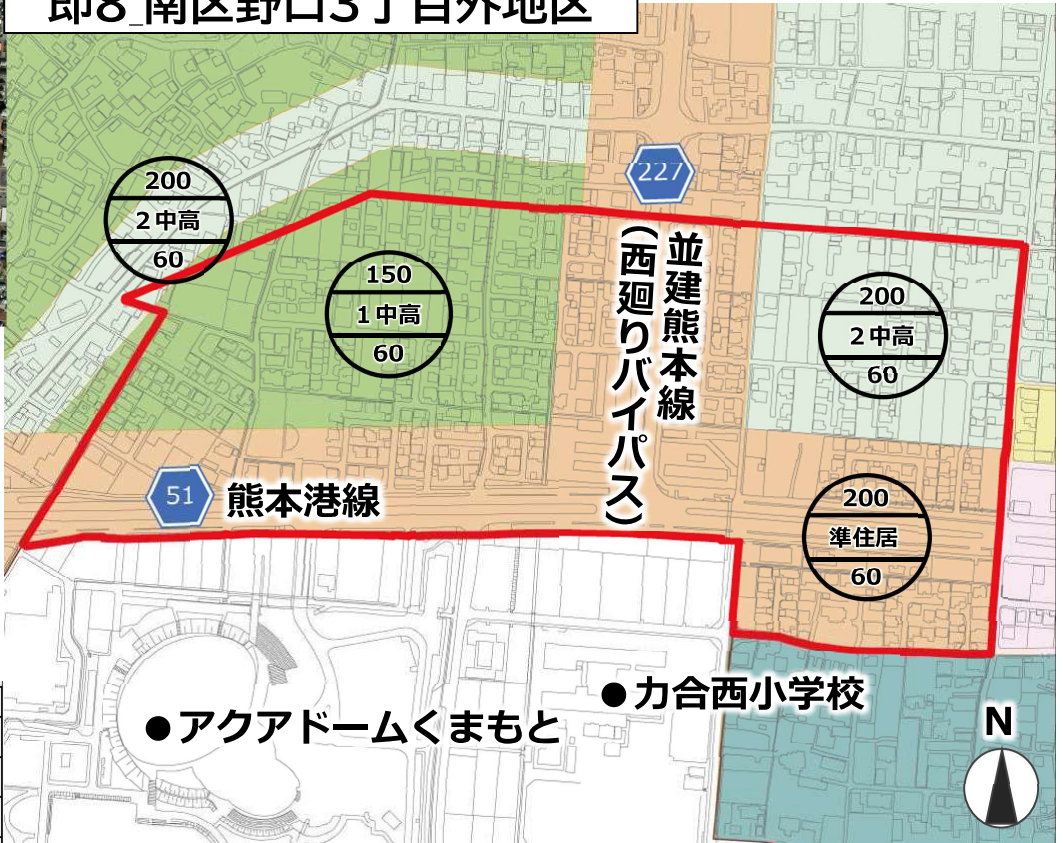 即8_南区野口3丁目外地区
227
200
2中高
60
150
1中高
60
並建熊本線
(西廻りバイパス)
200
2中高
60
51
熊本港線
200
準住居
60
●力合西小学校
●アクアドームくまもと
N